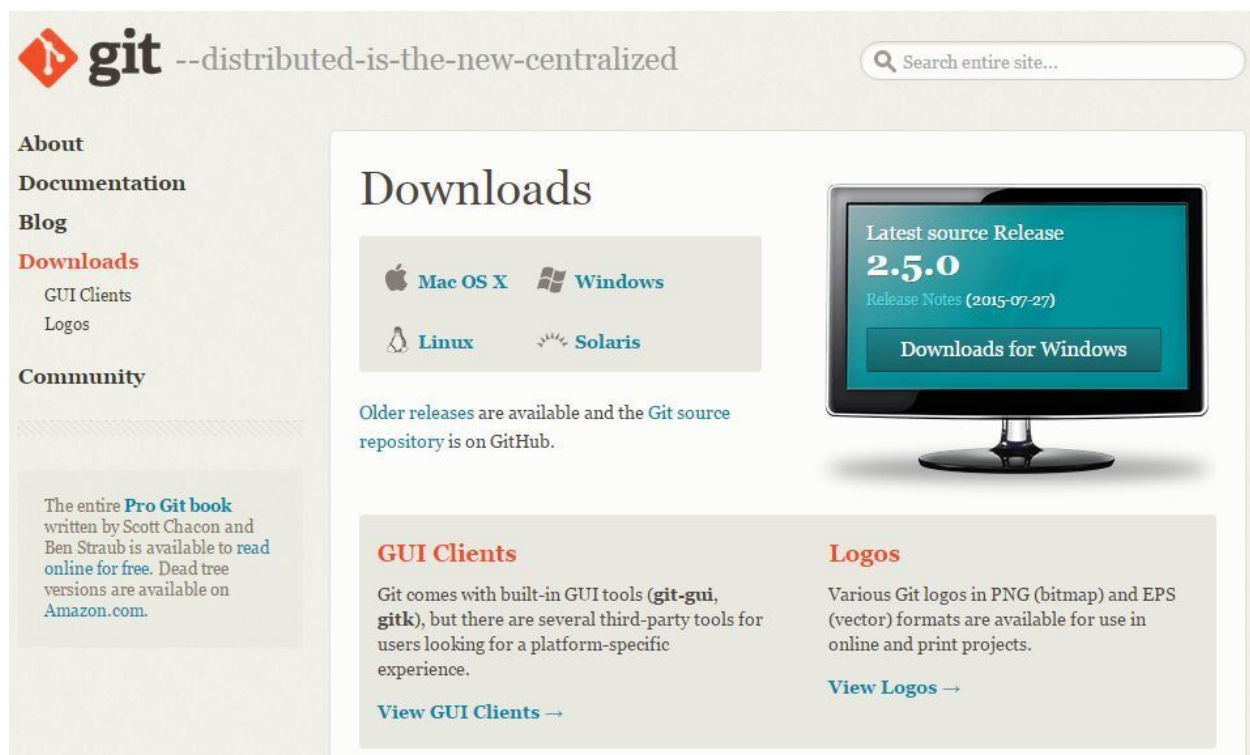 git --distributed-is-the-new-centralized
Search entire site...
About
Documentation
Blog
Downloads
GUI Clients
Logos
Community
The entire Pro Git book
written by Scott Chacon and
Ben Straub is available to read
online for free. Dead tree
versions are available on
Amazon.com.
Downloads
Mac OS X Windows
Linux Solaris
Older releases are available and the Git source
repository is on GitHub.
Latest source Release
2.5.0
Release Notes (2015-07-27)
Downloads for Windows
GUI Clients
Git comes with built-in GUI tools (git-gui,
gitk), but there are several third-party tools for
users looking for a platform-specific
experience.
View GUI Clients →
Logos
Various Git logos in PNG (bitmap) and EPS
(vector) formats are available for use in
online and print projects.
View Logos →